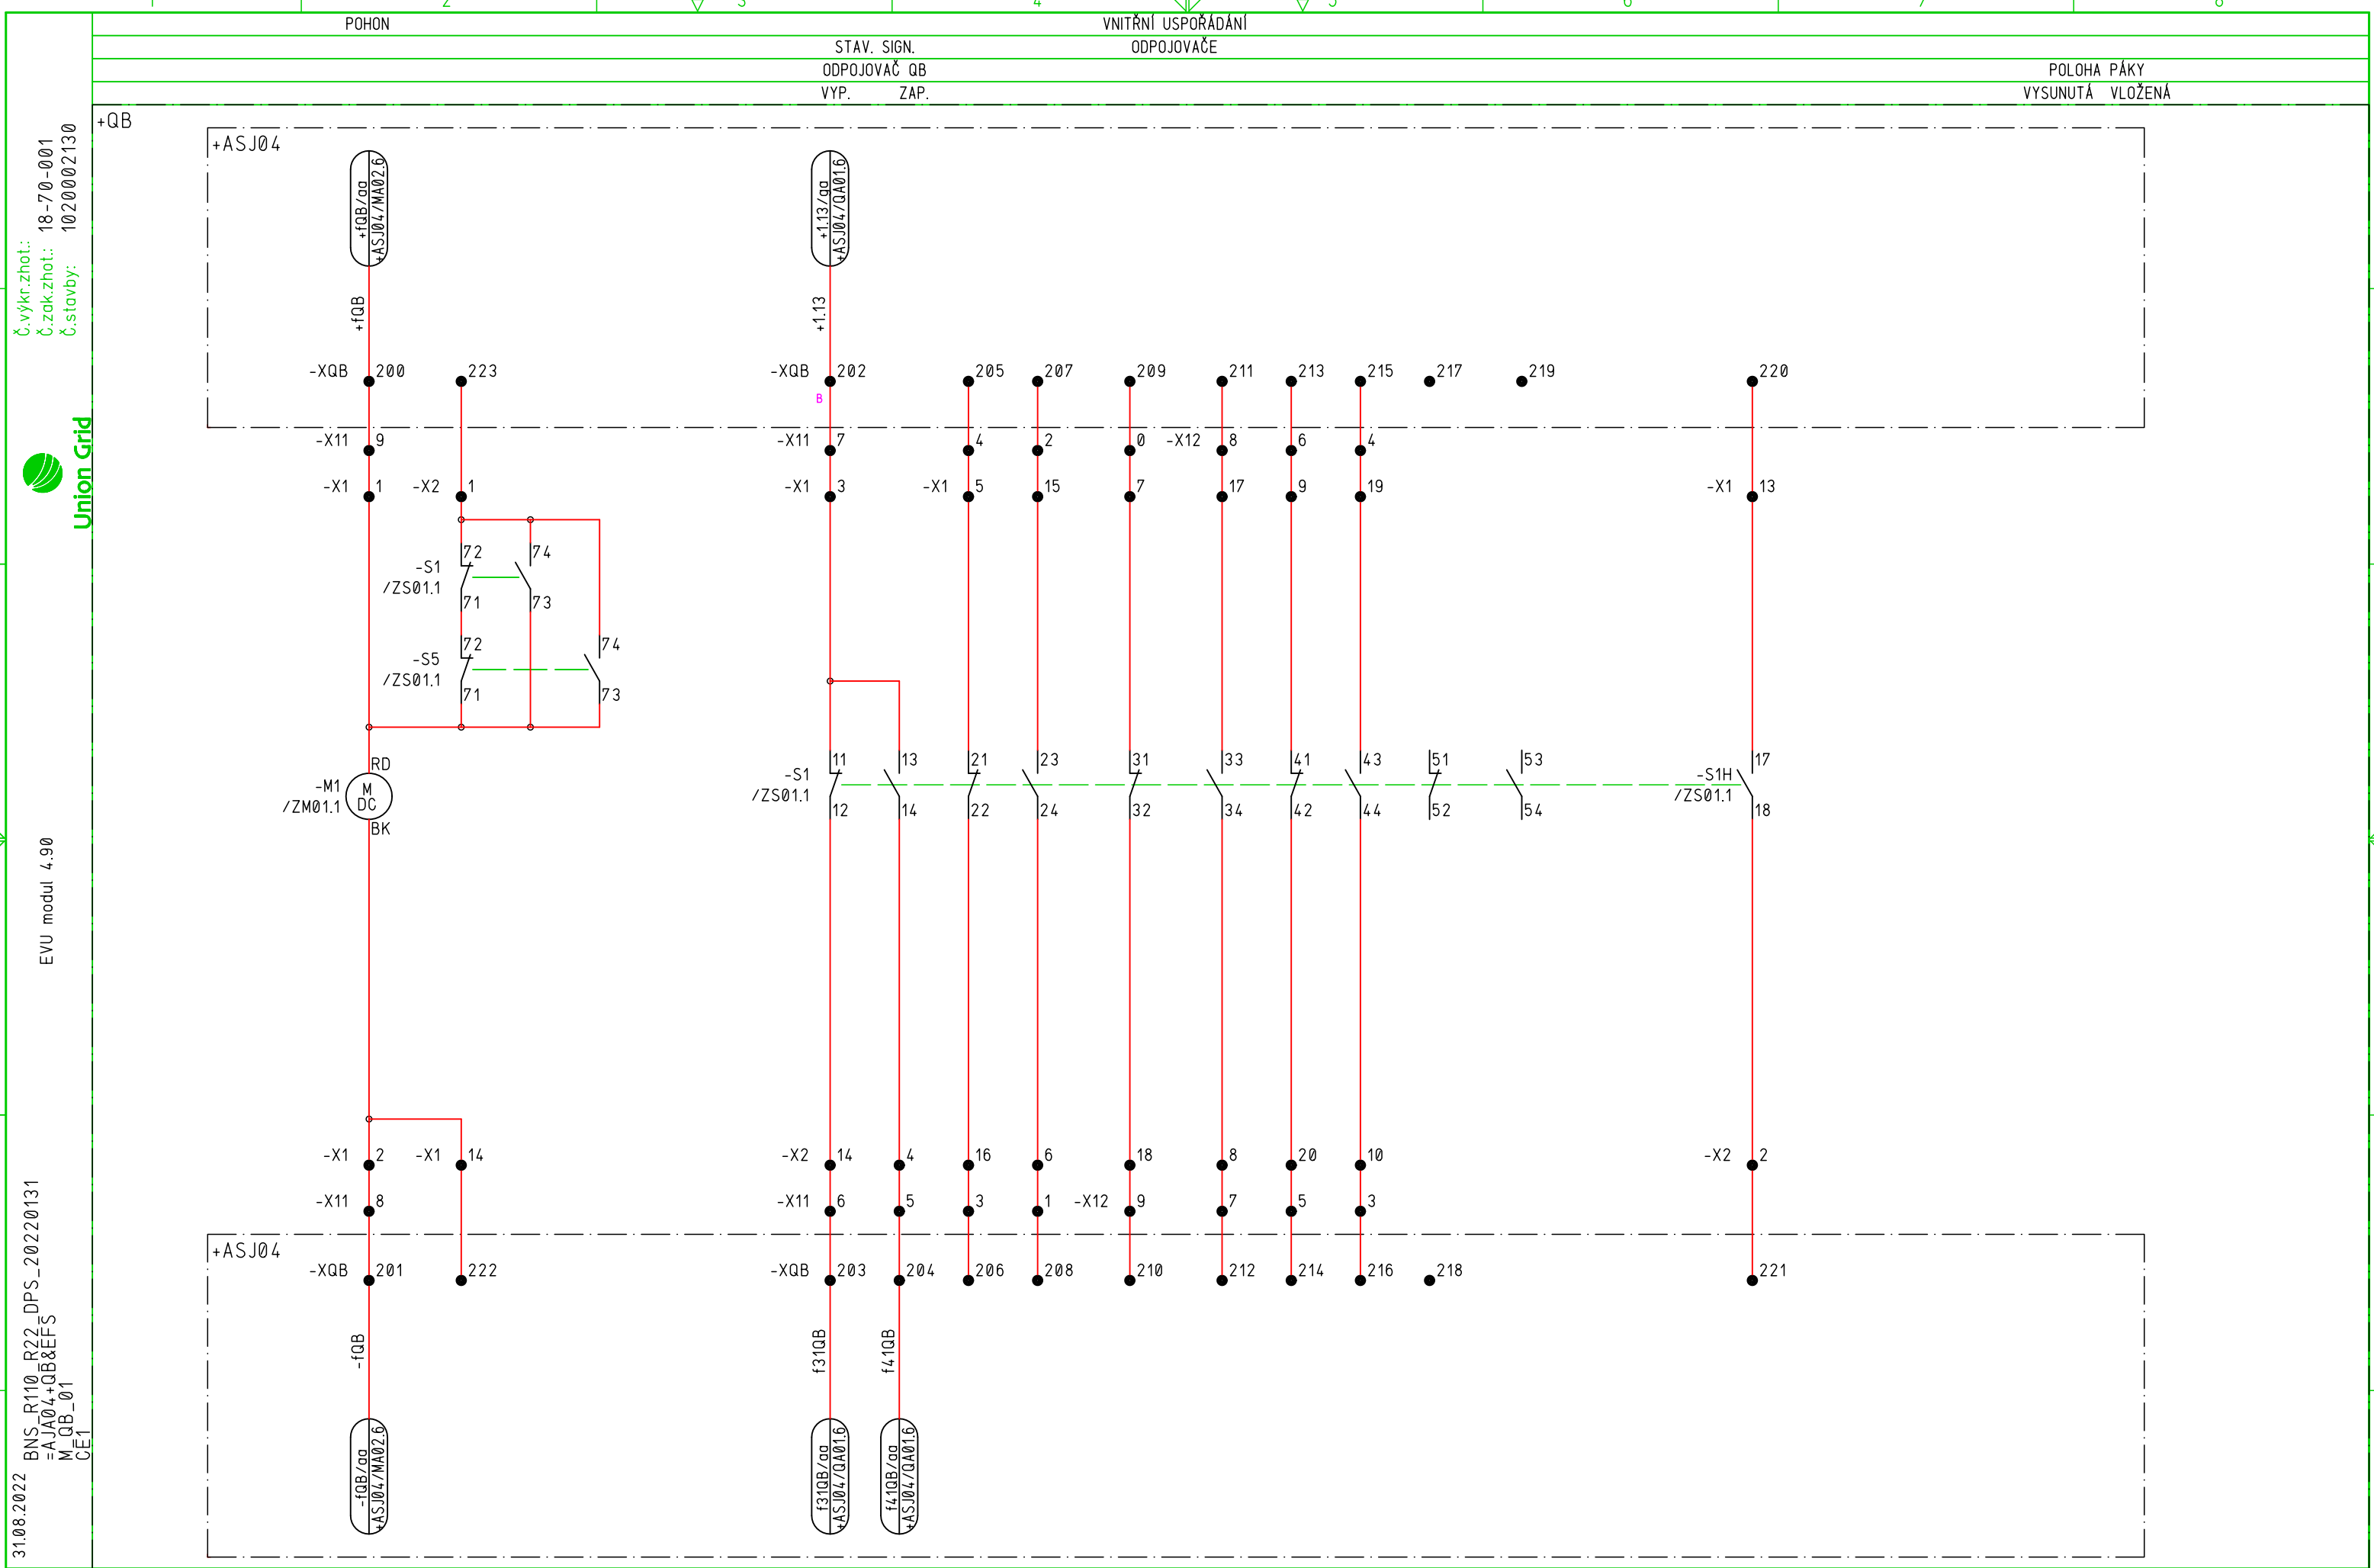 1 2 3 4 5 6 7 8
POHON VNITŘNÍ USPOŘÁDÁNÍ
STAV. SIGN. ODPOJOVAČE
ODPOJOVAČ QB POLOHA PÁKY
VYP. ZAP. VYSUNUTÁ VLOŽENÁ
+QB
+ASJ04
+fQB/aa
+ASJ04/MA02.6
+1.13/qa
+ASJ04/QA01.6
+fQB
+1.13
-XQB 200 223 -XQB 202 205 207 209 211 213 215 217 219 220
B
-X11 9 -X11 7 4 2 0 -X12 8 6 4
-X1 1 -X2 1 -X1 3 -X1 5 15 7 17 9 19 -X1 13
72 74
-S1
/ZS01.1
71 73
72 74
-S5
/ZS01.1
71 73
RD 11 13 21 23 31 33 41 43 51 53 17
-M1 M -S1 -S1H
/ZM01.1 DC /ZS01.1 /ZS01.1
BK 12 14 22 24 32 34 42 44 52 54 18
-X1 2 -X1 14 -X2 14 4 16 6 18 8 20 10 -X2 2
-X11 8 -X11 6 5 3 1 -X12 9 7 5 3
+ASJ04
-XQB 201 222 -XQB 203 204 206 208 210 212 214 216 218 221
-fQB
f31QB
f41QB
-fQB/aa
+ASJ04/MA02.6
f31QB/aa
+ASJ04/QA01.6
f41QB/aa
+ASJ04/QA01.6
Č.výkr.zhot.:
Č.zak.zhot.: 18-70-001
Č.stavby: 1020002130
Union Grid
EVU modul 4.90
BNS_R110_R22_DPS_20220131
=AJA04+QB&EFS
M_QB_01
CE1
31.08.2022